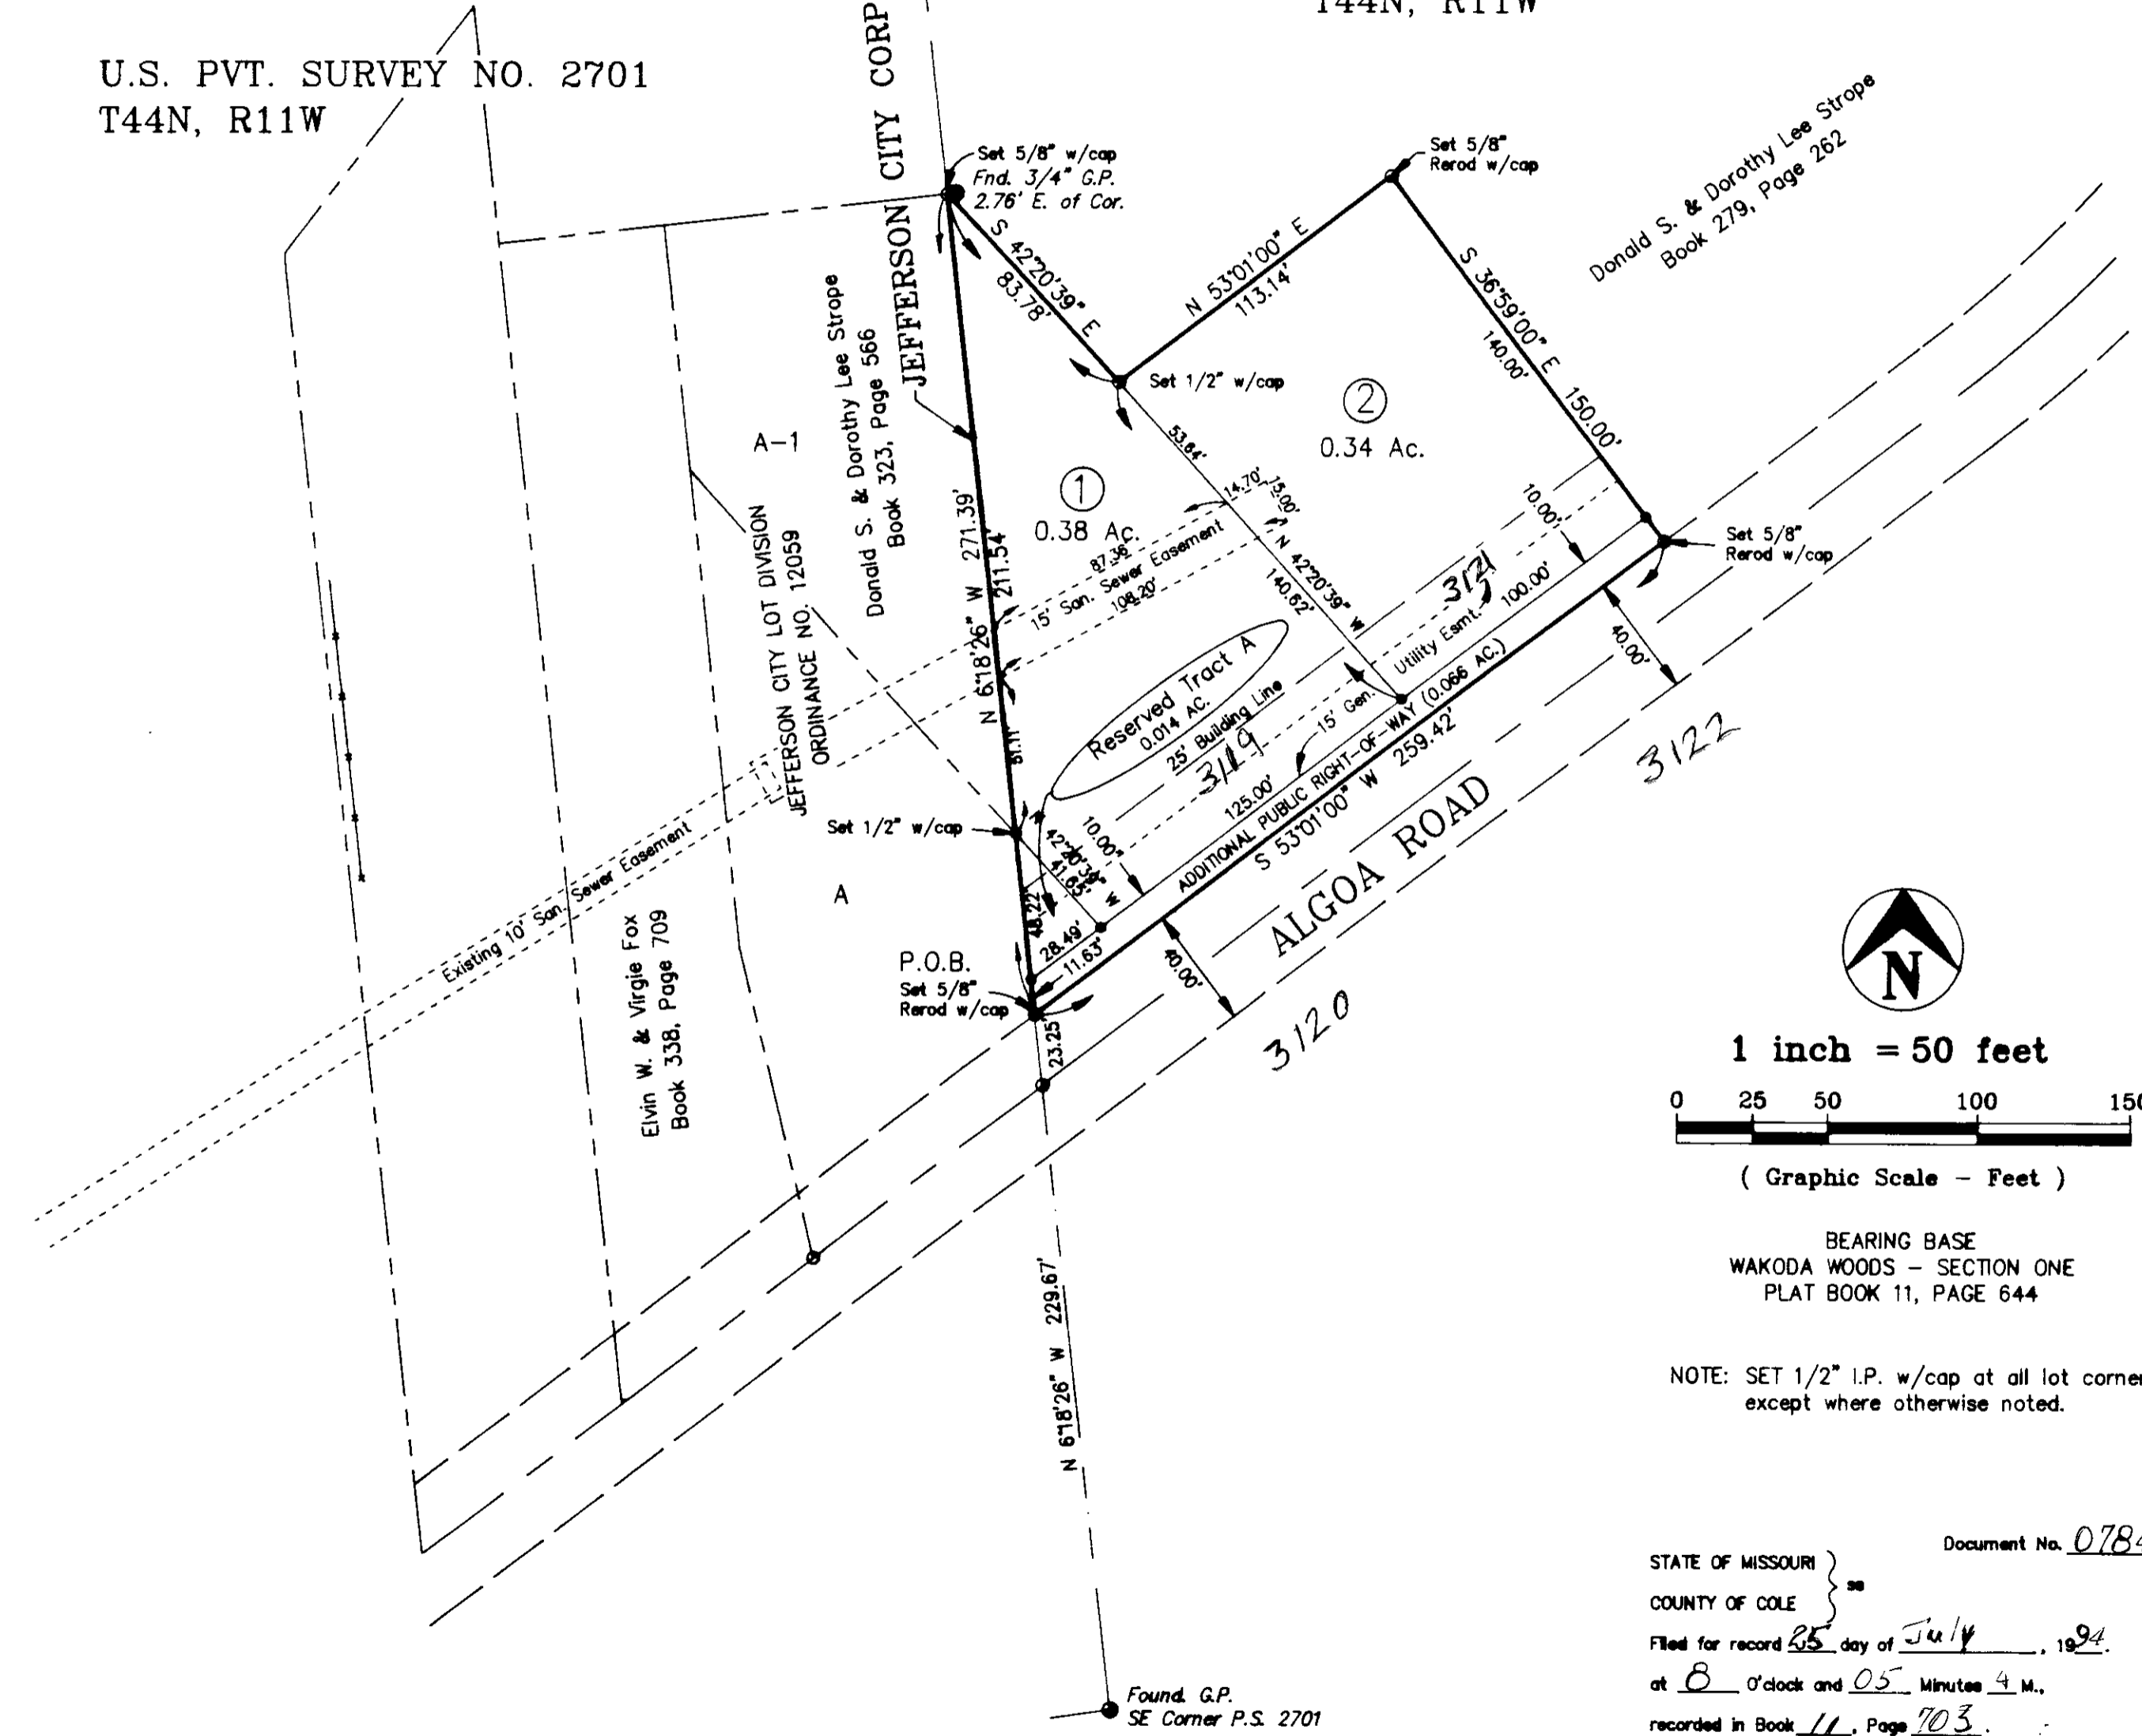 T44N, R11W
U.S. PVT. SURVEY NO. 2701
T44N, R11W
JEFFERSON CITY CORP
Set 5/8" w/cap
Fnd. 3/4" G.P.
2.76' E. of Cor.
Set 5/8"
Rerod w/cap
Donald S. & Dorothy Lee Strope
Book 279, Page 262
S 42°20'39" E
83.78'
N 53°01'00" E
113.14'
S 36°59'00" E 150.00'
140.00'
Set 1/2" w/cap
2
0.34 Ac.
Donald S. & Dorothy Lee Strope
Book 323, Page 566
A-1
1
0.38 Ac.
N 6°18'26" W 271.39'
211.54'
53.84'
14.70'
15.00'
87.36'
15' San. Sewer Easement
108.20'
N 42°20'39" W
140.62'
10.00'
Set 5/8"
Rerod w/cap
JEFFERSON CITY LOT DIVISION
ORDINANCE NO. 12059
3121
Utility Esmt.
100.00'
40.00'
Reserved Tract A
0.014 AC.
25' Building Line
3119
15' Gen.
125.00'
ADDITIONAL PUBLIC RIGHT-OF-WAY (0.066 AC.)
S 53°01'00" W 259.42'
3122
ALGOA ROAD
Set 1/2" w/cap
N 42°20'39" W
41.65'
10.00'
A
48.22'
28.49'
11.63'
40.00'
P.O.B.
Set 5/8"
Rerod w/cap
23.25'
3120
Existing 10' San. Sewer Easement
Elvin W. & Virgie Fox
Book 338, Page 709
N 6°18'26" W 229.67'
Found G.P.
SE Corner P.S. 2701
N
1 inch = 50 feet
0 25 50 100 150
( Graphic Scale - Feet )
BEARING BASE
WAKODA WOODS - SECTION ONE
PLAT BOOK 11, PAGE 644
NOTE: SET 1/2" I.P. w/cap at all lot corner
except where otherwise noted.
Document No. 0784
STATE OF MISSOURI
ss
COUNTY OF COLE
Filed for record 25 day of July, 1994.
at 8 O'clock and 05 Minutes M.,
recorded in Book 11, Page 703.